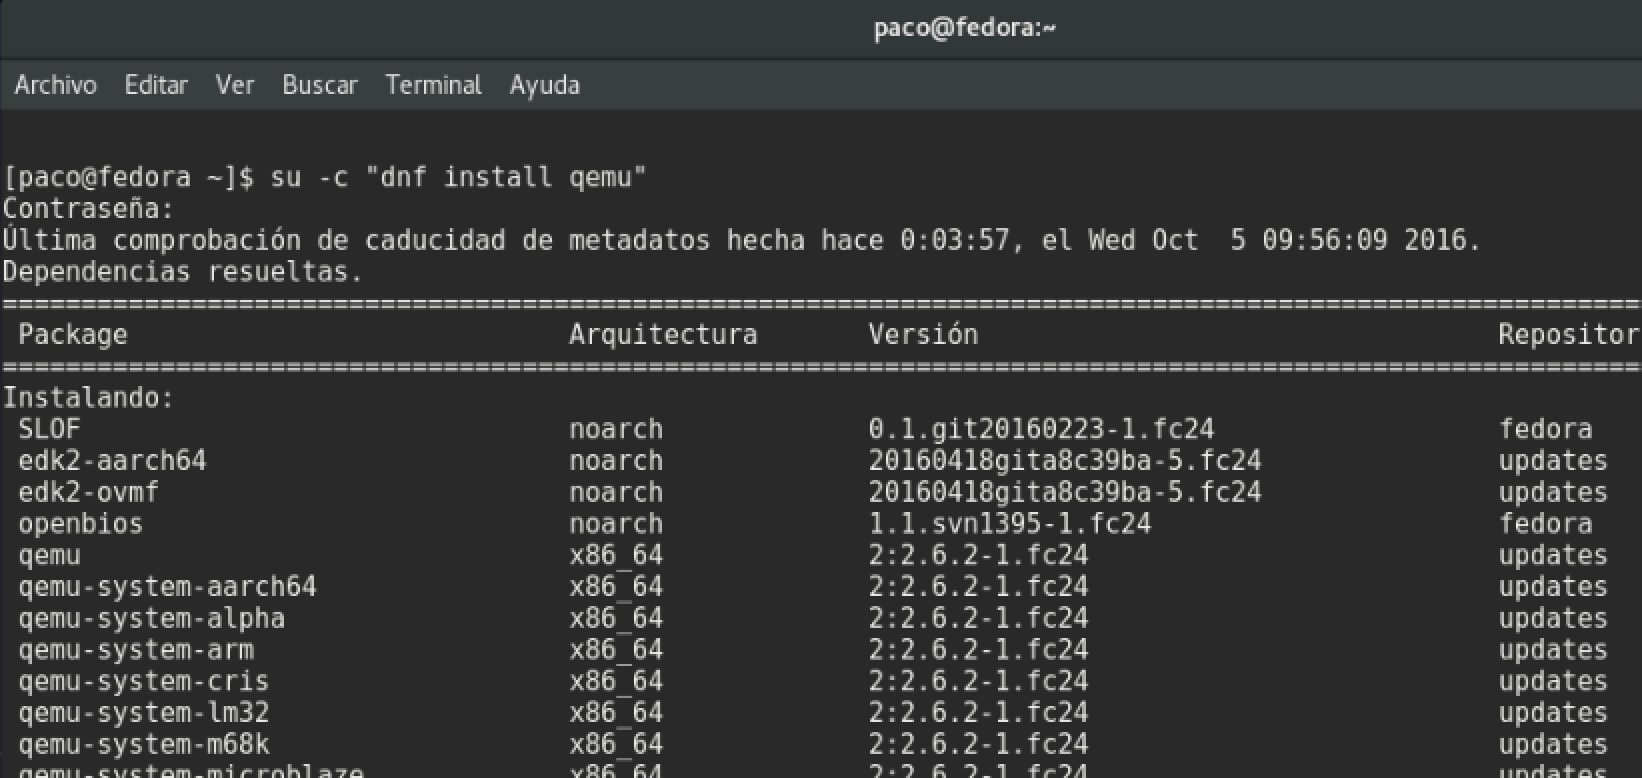 paco@fedora:~
Archivo Editar Ver Buscar Terminal Ayuda
[paco@fedora ~]$ su -c "dnf install qemu"
Contraseña:
Última comprobación de caducidad de metadatos hecha hace 0:03:57, el Wed Oct  5 09:56:09 2016.
Dependencias resueltas.
================================================================================
Package Arquitectura Versión Repositor
================================================================================
Instalando:
SLOF noarch 0.1.git20160223-1.fc24 fedora
edk2-aarch64 noarch 20160418gita8c39ba-5.fc24 updates
edk2-ovmf noarch 20160418gita8c39ba-5.fc24 updates
openbios noarch 1.1.svn1395-1.fc24 fedora
qemu x86_64 2:2.6.2-1.fc24 updates
qemu-system-aarch64 x86_64 2:2.6.2-1.fc24 updates
qemu-system-alpha x86_64 2:2.6.2-1.fc24 updates
qemu-system-arm x86_64 2:2.6.2-1.fc24 updates
qemu-system-cris x86_64 2:2.6.2-1.fc24 updates
qemu-system-lm32 x86_64 2:2.6.2-1.fc24 updates
qemu-system-m68k x86_64 2:2.6.2-1.fc24 updates
qemu-system-microblaze x86_64 2:2.6.2-1.fc24 updates